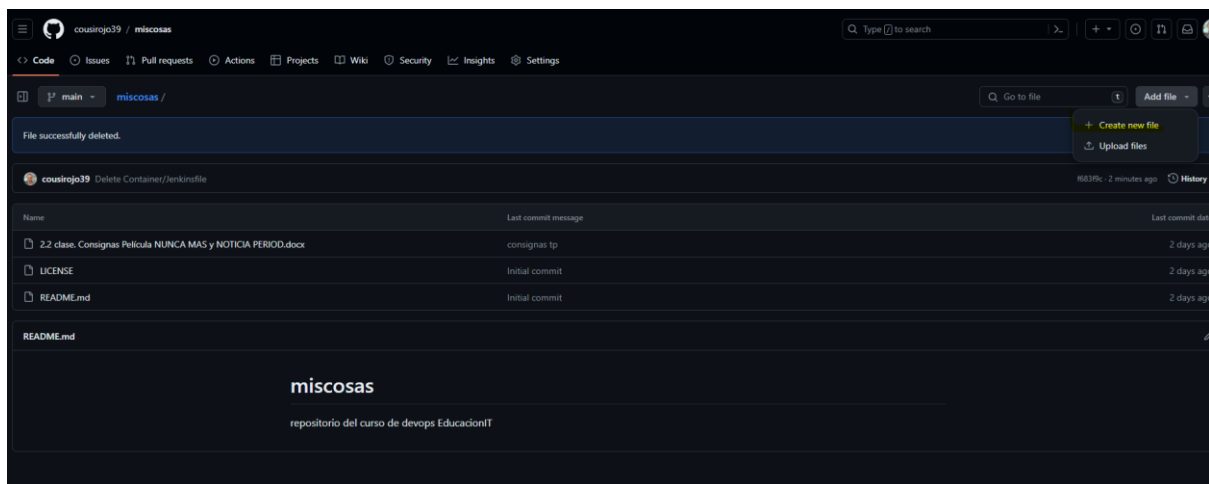 cousirojo39 / miscosas
Type / to search
Code Issues Pull requests Actions Projects Wiki Security Insights Settings
main miscosas /
Go to file t Add file
Create new file
Upload files
File successfully deleted.
cousirojo39 Delete Container/Jenkinsfile f683f9c · 2 minutes ago History
Name Last commit message Last commit dat
2.2 clase. Consignas Película NUNCA MAS y NOTICIA PERIOD.docx consignas tp 2 days ago
LICENSE Initial commit 2 days ago
README.md Initial commit 2 days ago
README.md
miscosas
repositorio del curso de devops EducacionIT